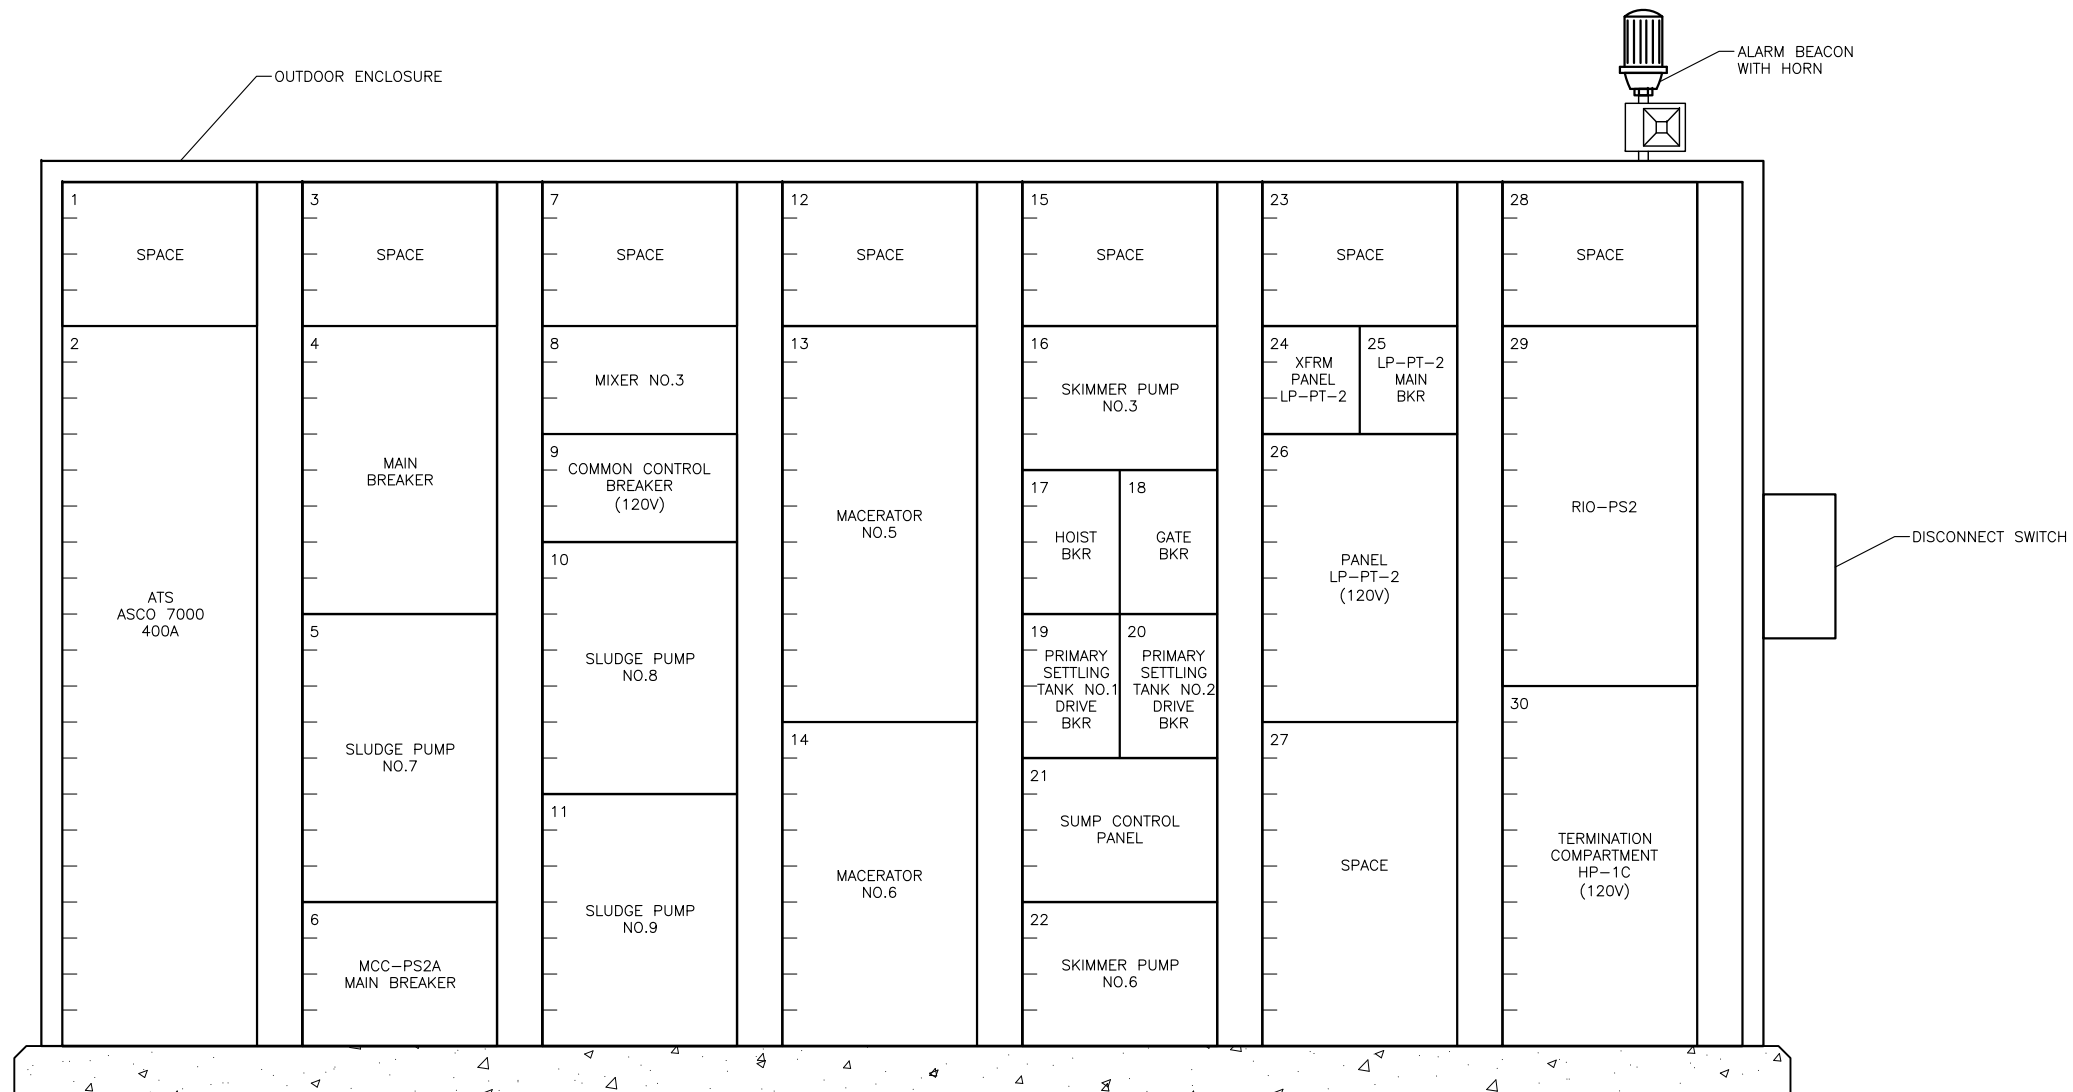 OUTDOOR ENCLOSURE
ALARM BEACON
WITH HORN
1
SPACE
2
ATS
ASCO 7000
400A
3
SPACE
4
MAIN
BREAKER
5
SLUDGE PUMP
NO.7
6
MCC-PS2A
MAIN BREAKER
7
SPACE
8
MIXER NO.3
9
COMMON CONTROL
BREAKER
(120V)
10
SLUDGE PUMP
NO.8
11
SLUDGE PUMP
NO.9
12
SPACE
13
MACERATOR
NO.5
14
MACERATOR
NO.6
15
SPACE
16
SKIMMER PUMP
NO.3
17
HOIST
BKR
18
GATE
BKR
19
PRIMARY
SETTLING
TANK NO.1
DRIVE
BKR
20
PRIMARY
SETTLING
TANK NO.2
DRIVE
BKR
21
SUMP CONTROL
PANEL
22
SKIMMER PUMP
NO.6
23
SPACE
24
XFRM
PANEL
LP-PT-2
25
LP-PT-2
MAIN
BKR
26
PANEL
LP-PT-2
(120V)
27
SPACE
28
SPACE
29
RIO-PS2
30
TERMINATION
COMPARTMENT
HP-1C
(120V)
DISCONNECT SWITCH